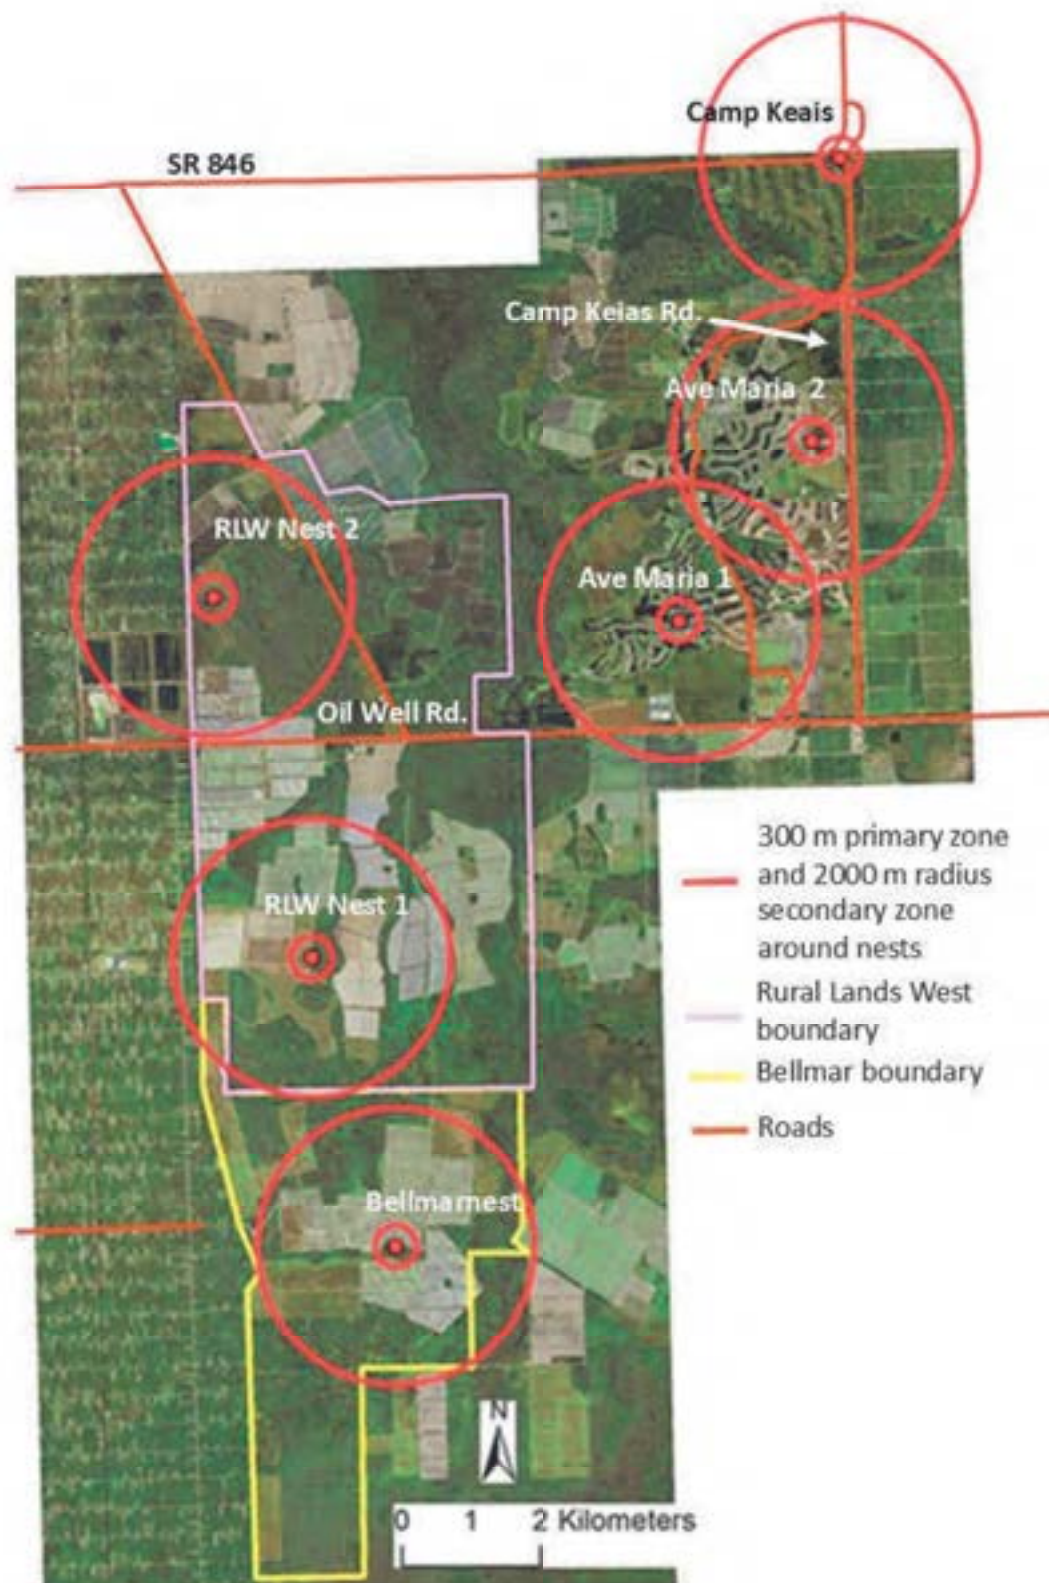 Camp Keais
SR 846
Camp Keias Rd.
Ave Maria 2
RLW Nest 2
Ave Maria 1
Oil Well Rd.
300 m primary zone
and 2000 m radius
secondary zone
around nests
RLW Nest 1
Rural Lands West
boundary
Bellmar boundary
Roads
Bellmarnest
N
0 1 2 Kilometers